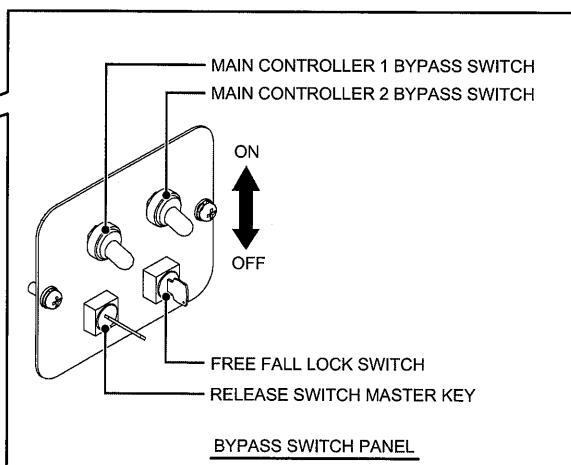 MAIN CONTROLLER 1 BYPASS SWITCH
MAIN CONTROLLER 2 BYPASS SWITCH
ON
OFF
FREE FALL LOCK SWITCH
RELEASE SWITCH MASTER KEY
BYPASS SWITCH PANEL